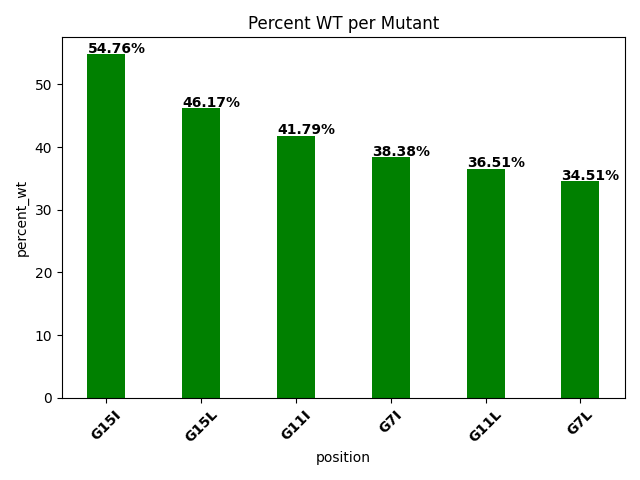 Percent WT per Mutant
54.76%
46.17%
41.79%
38.38%
36.51%
34.51%
percent_wt
50
40
30
20
10
0
G15I
G15L
G11I
G7I
G11L
G7L
position